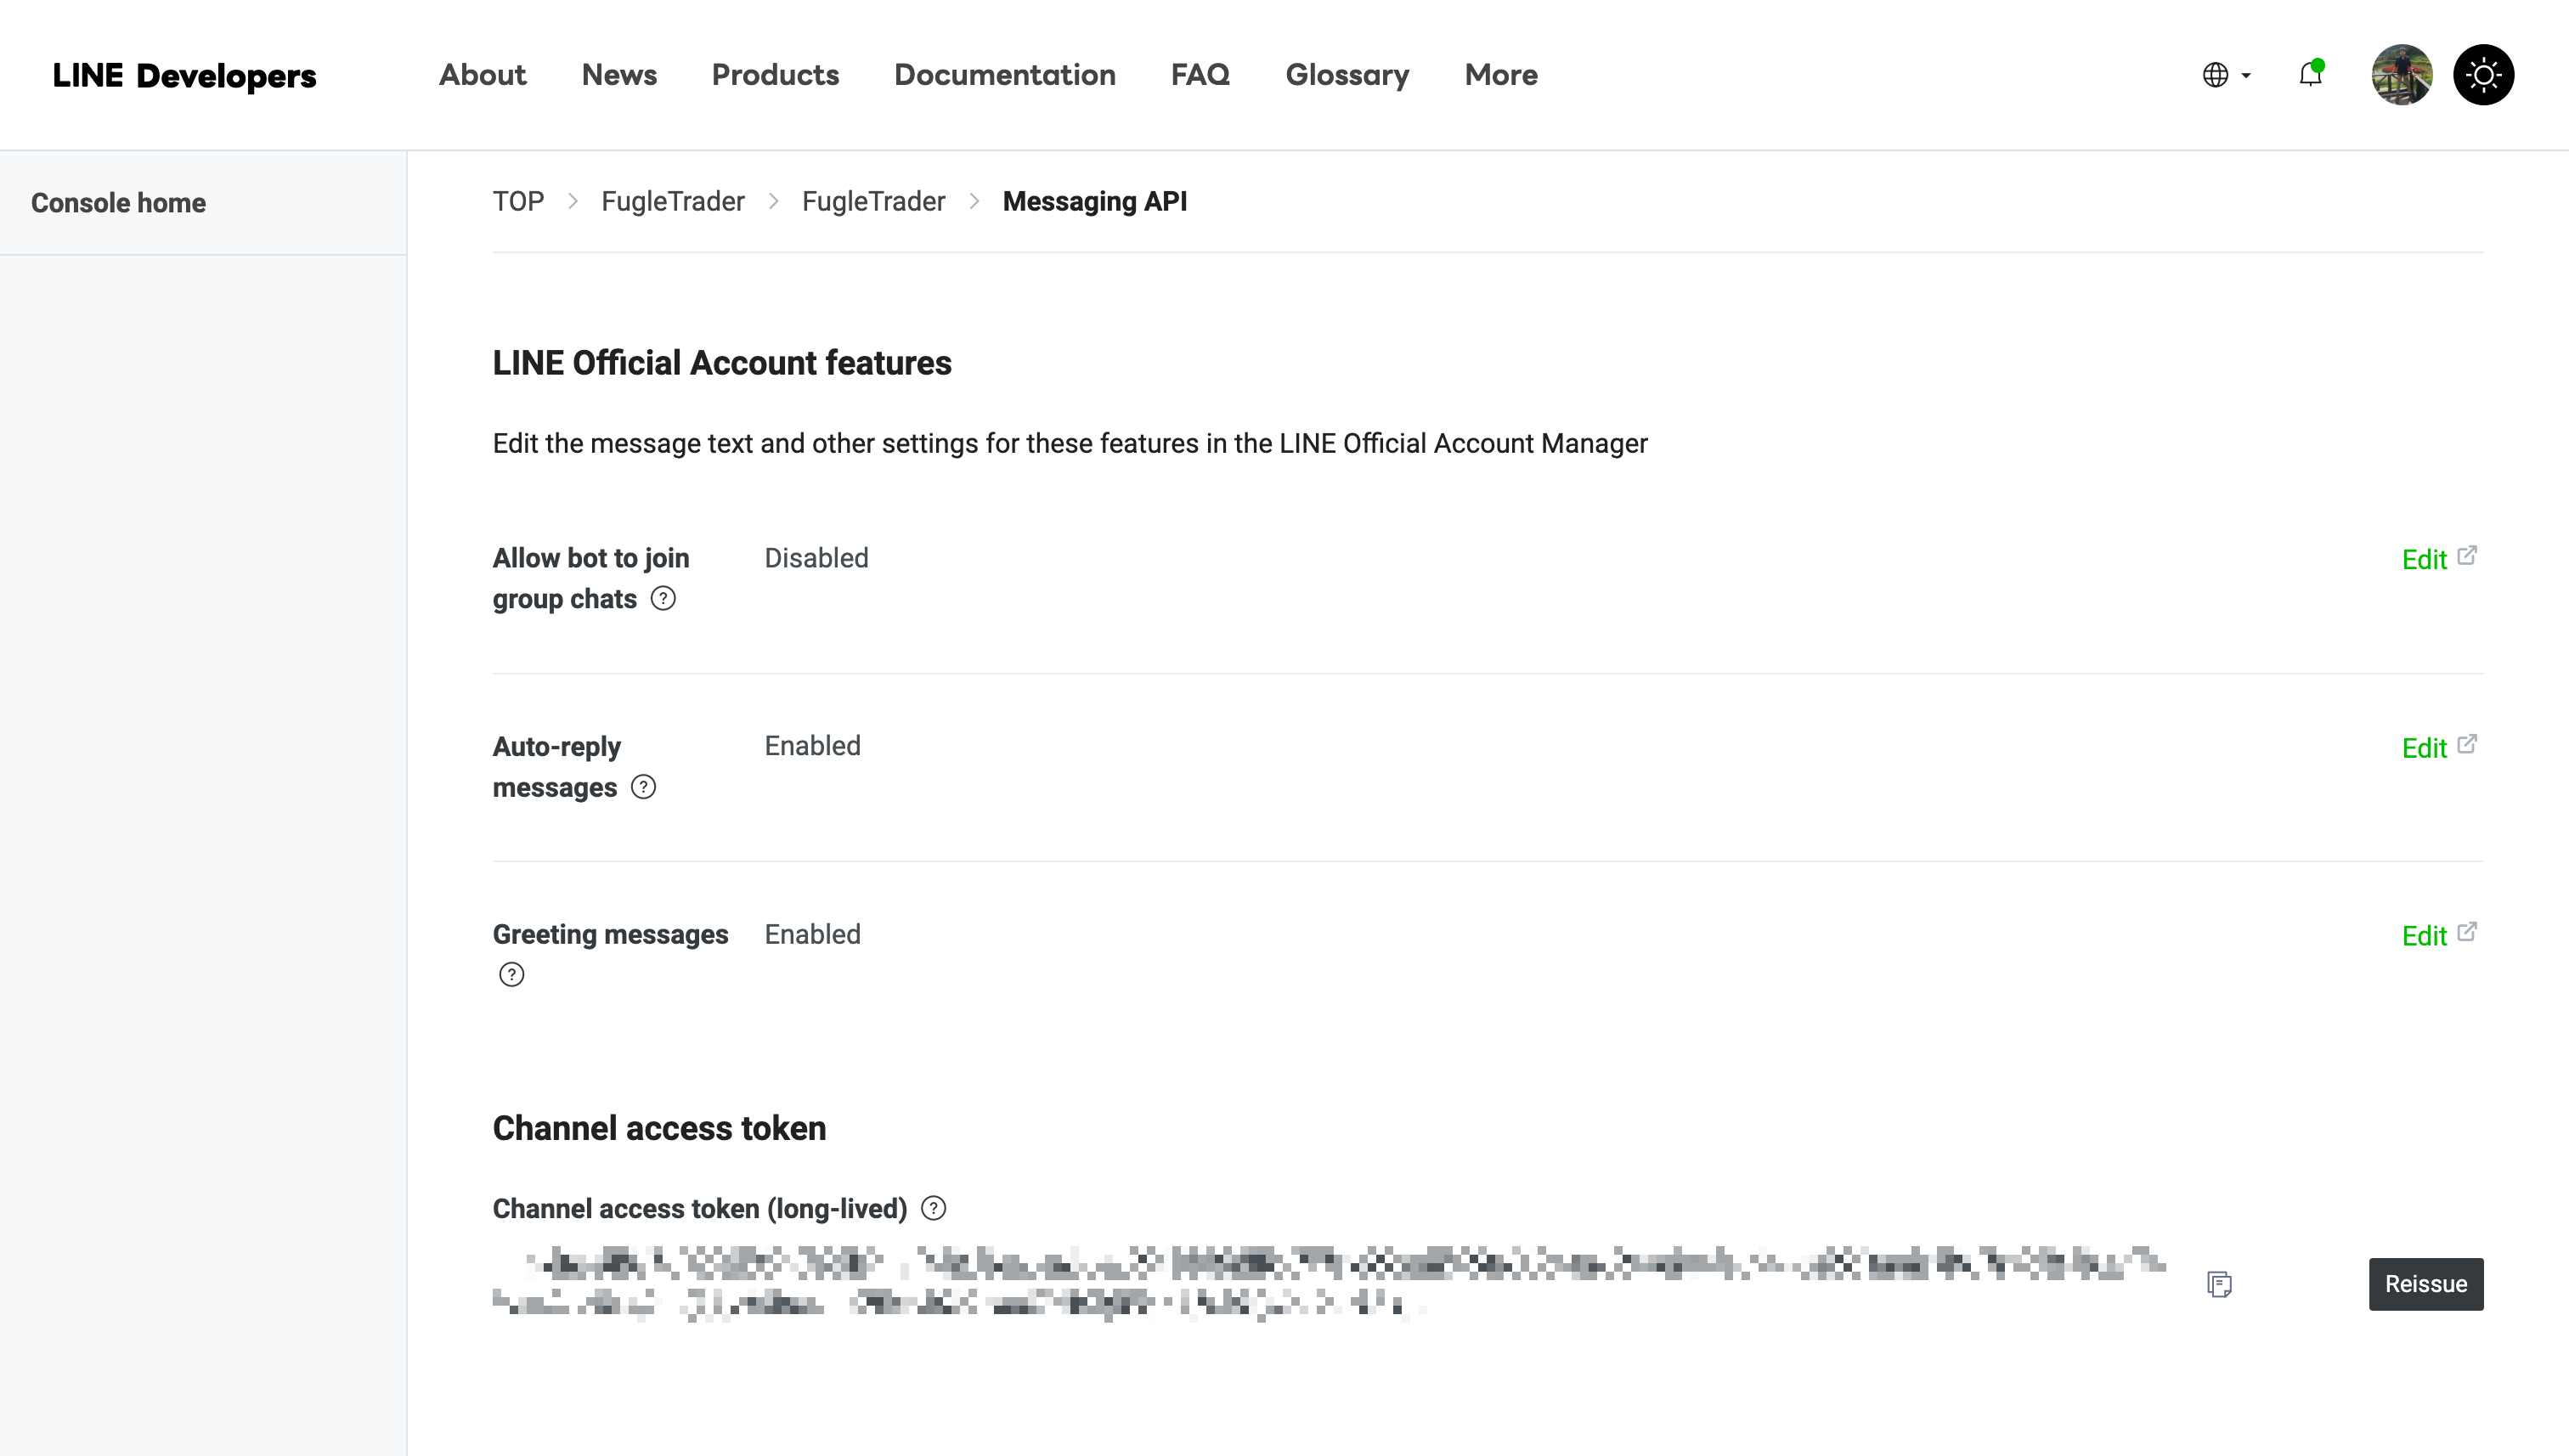 LINE Developers
About
News
Products
Documentation
FAQ
Glossary
More
Console home
TOP > FugleTrader > FugleTrader > Messaging API
LINE Official Account features
Edit the message text and other settings for these features in the LINE Official Account Manager
Allow bot to join
group chats
Disabled
Edit
Auto-reply
messages
Enabled
Edit
Greeting messages
Enabled
Edit
Channel access token
Channel access token (long-lived)
Reissue